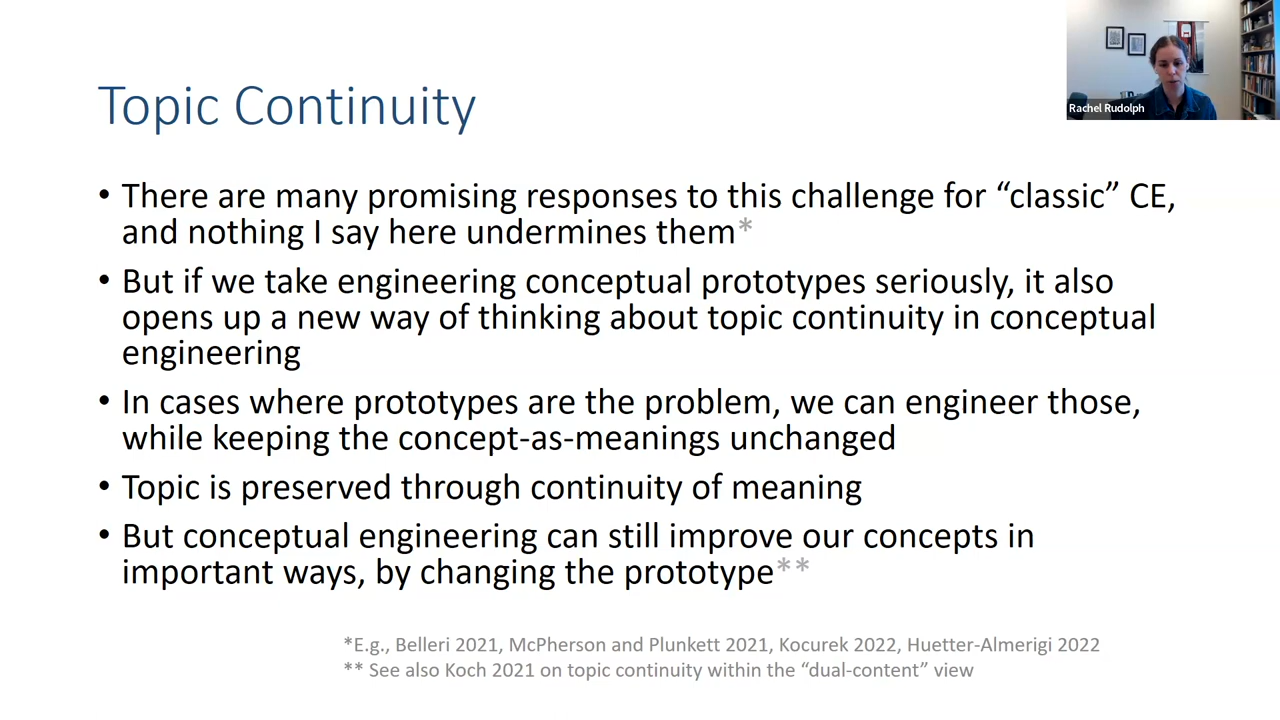 Rachel Rudolph
Topic Continuity
• There are many promising responses to this challenge for “classic” CE,
and nothing I say here undermines them*
• But if we take engineering conceptual prototypes seriously, it also
opens up a new way of thinking about topic continuity in conceptual
engineering
• In cases where prototypes are the problem, we can engineer those,
while keeping the concept-as-meanings unchanged
• Topic is preserved through continuity of meaning
• But conceptual engineering can still improve our concepts in
important ways, by changing the prototype**
*E.g., Belleri 2021, McPherson and Plunkett 2021, Kocurek 2022, Huetter-Almerigi 2022
** See also Koch 2021 on topic continuity within the “dual-content” view